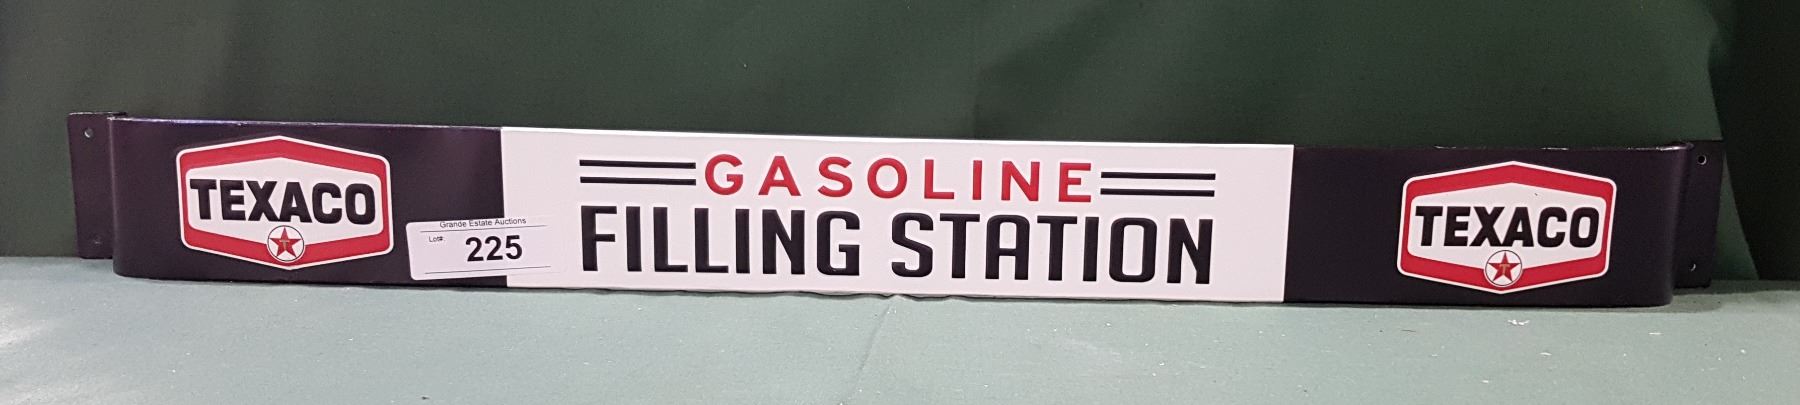 TEXACO
T
Grande Estate Auctions
Lot#: 225
GASOLINE
FILLING STATION
TEXACO
T